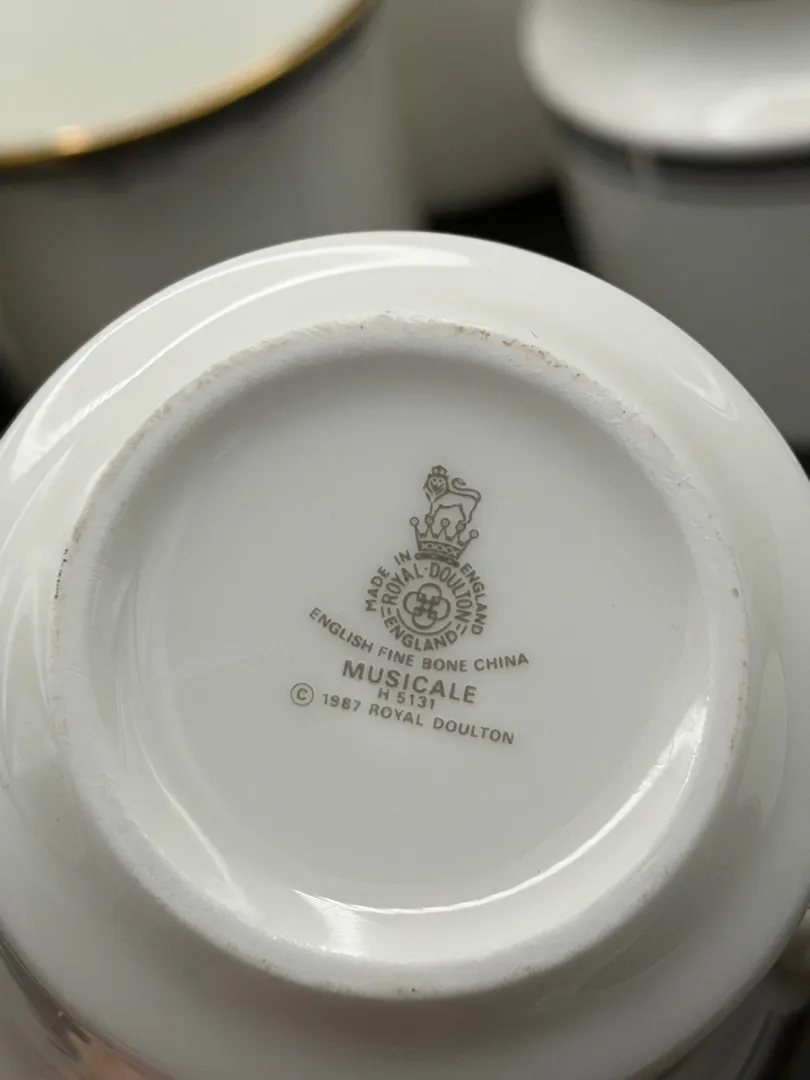 MADE IN ENGLAND
ROYAL·DOULTON
ENGLAND
ENGLISH FINE BONE CHINA
MUSICALE
H 5131
© 1987 ROYAL DOULTON